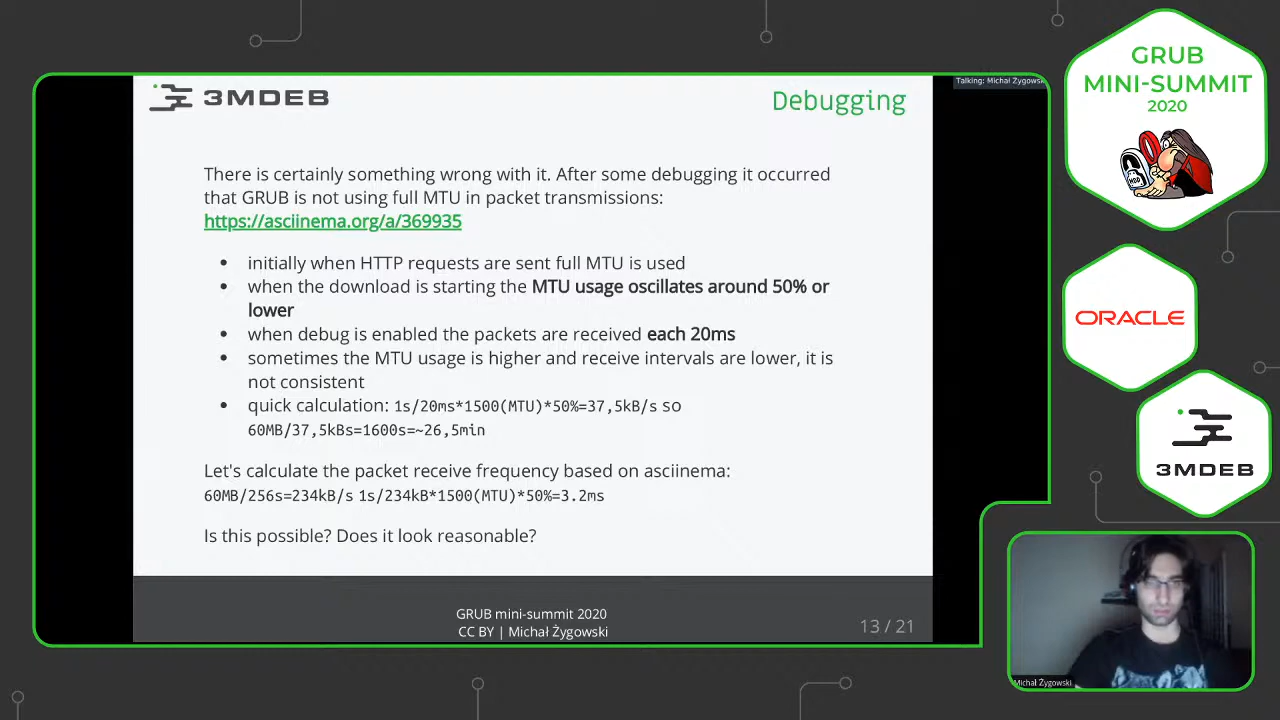 3MDEB
Debugging
Talking: Michał Żygowsk
There is certainly something wrong with it. After some debugging it occurred
that GRUB is not using full MTU in packet transmissions:
https://asciinema.org/a/369935
• initially when HTTP requests are sent full MTU is used
• when the download is starting the MTU usage oscillates around 50% or
lower
• when debug is enabled the packets are received each 20ms
• sometimes the MTU usage is higher and receive intervals are lower, it is
not consistent
• quick calculation: 1s/20ms*1500(MTU)*50%=37,5kB/s so
60MB/37,5kBs=1600s=~26,5min
Let's calculate the packet receive frequency based on asciinema:
60MB/256s=234kB/s 1s/234kB*1500(MTU)*50%=3.2ms
Is this possible? Does it look reasonable?
GRUB mini-summit 2020
CC BY | Michał Żygowski
13 / 21
GRUB
MINI-SUMMIT
2020
ORACLE
3MDEB
Michał Żygowski